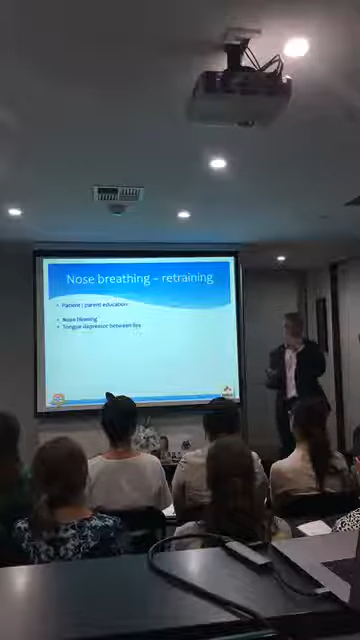 Nose breathing – retraining
• Patient / parent education
• Nose blowing
• Tongue depressor between lips